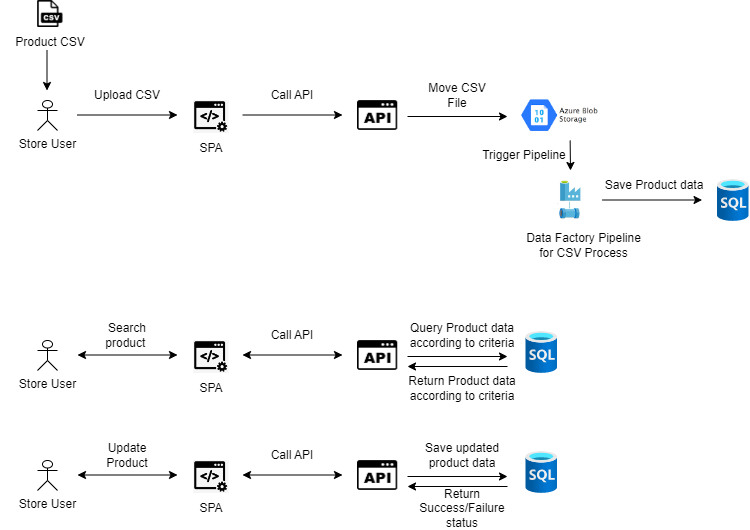 CSV
Product CSV
Upload CSV
Call API
Move CSV
File
</>
API
10
01
Azure Blob
Storage
Store User
SPA
Trigger Pipeline
Save Product data
SQL
Data Factory Pipeline
for CSV Process
Search
product
Call API
Query Product data
according to criteria
</>
API
SQL
Store User
SPA
Return Product data
according to criteria
Update
Product
Call API
Save updated
product data
</>
API
SQL
Store User
SPA
Return
Success/Failure
status